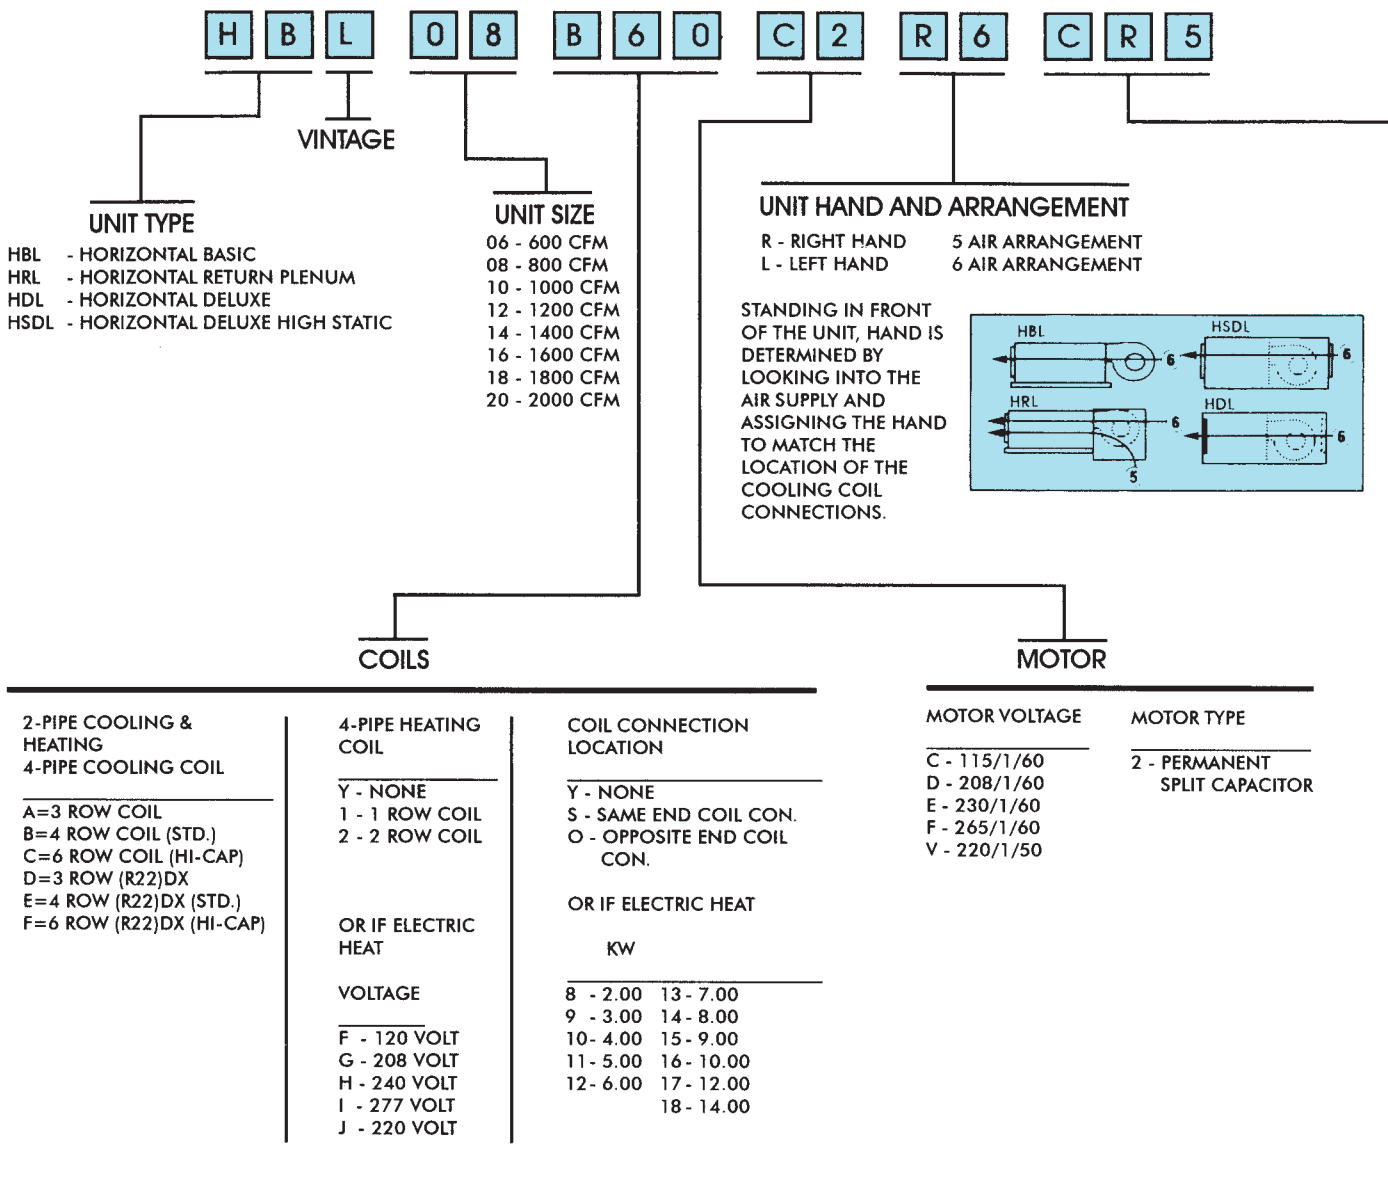 H B L 0 8 B 6 0 C 2 R 6 C R 5
VINTAGE
UNIT TYPE
HBL - HORIZONTAL BASIC
HRL - HORIZONTAL RETURN PLENUM
HDL - HORIZONTAL DELUXE
HSDL - HORIZONTAL DELUXE HIGH STATIC
UNIT SIZE
06 - 600 CFM
08 - 800 CFM
10 - 1000 CFM
12 - 1200 CFM
14 - 1400 CFM
16 - 1600 CFM
18 - 1800 CFM
20 - 2000 CFM
UNIT HAND AND ARRANGEMENT
R - RIGHT HAND 5 AIR ARRANGEMENT
L - LEFT HAND 6 AIR ARRANGEMENT
STANDING IN FRONT
OF THE UNIT, HAND IS
DETERMINED BY
LOOKING INTO THE
AIR SUPPLY AND
ASSIGNING THE HAND
TO MATCH THE
LOCATION OF THE
COOLING COIL
CONNECTIONS.
HBL
6
HSDL
6
HRL
6
5
HDL
6
COILS
2-PIPE COOLING &
HEATING
4-PIPE COOLING COIL
A=3 ROW COIL
B=4 ROW COIL (STD.)
C=6 ROW COIL (HI-CAP)
D=3 ROW (R22)DX
E=4 ROW (R22)DX (STD.)
F=6 ROW (R22)DX (HI-CAP)
4-PIPE HEATING
COIL
Y - NONE
1 - 1 ROW COIL
2 - 2 ROW COIL
OR IF ELECTRIC
HEAT
VOLTAGE
F - 120 VOLT
G - 208 VOLT
H - 240 VOLT
I - 277 VOLT
J - 220 VOLT
COIL CONNECTION
LOCATION
Y - NONE
S - SAME END COIL CON.
O - OPPOSITE END COIL
CON.
OR IF ELECTRIC HEAT
KW
8 - 2.00 13 - 7.00
9 - 3.00 14 - 8.00
10 - 4.00 15 - 9.00
11 - 5.00 16 - 10.00
12 - 6.00 17 - 12.00
18 - 14.00
MOTOR
MOTOR VOLTAGE
C - 115/1/60
D - 208/1/60
E - 230/1/60
F - 265/1/60
V - 220/1/50
MOTOR TYPE
2 - PERMANENT
SPLIT CAPACITOR